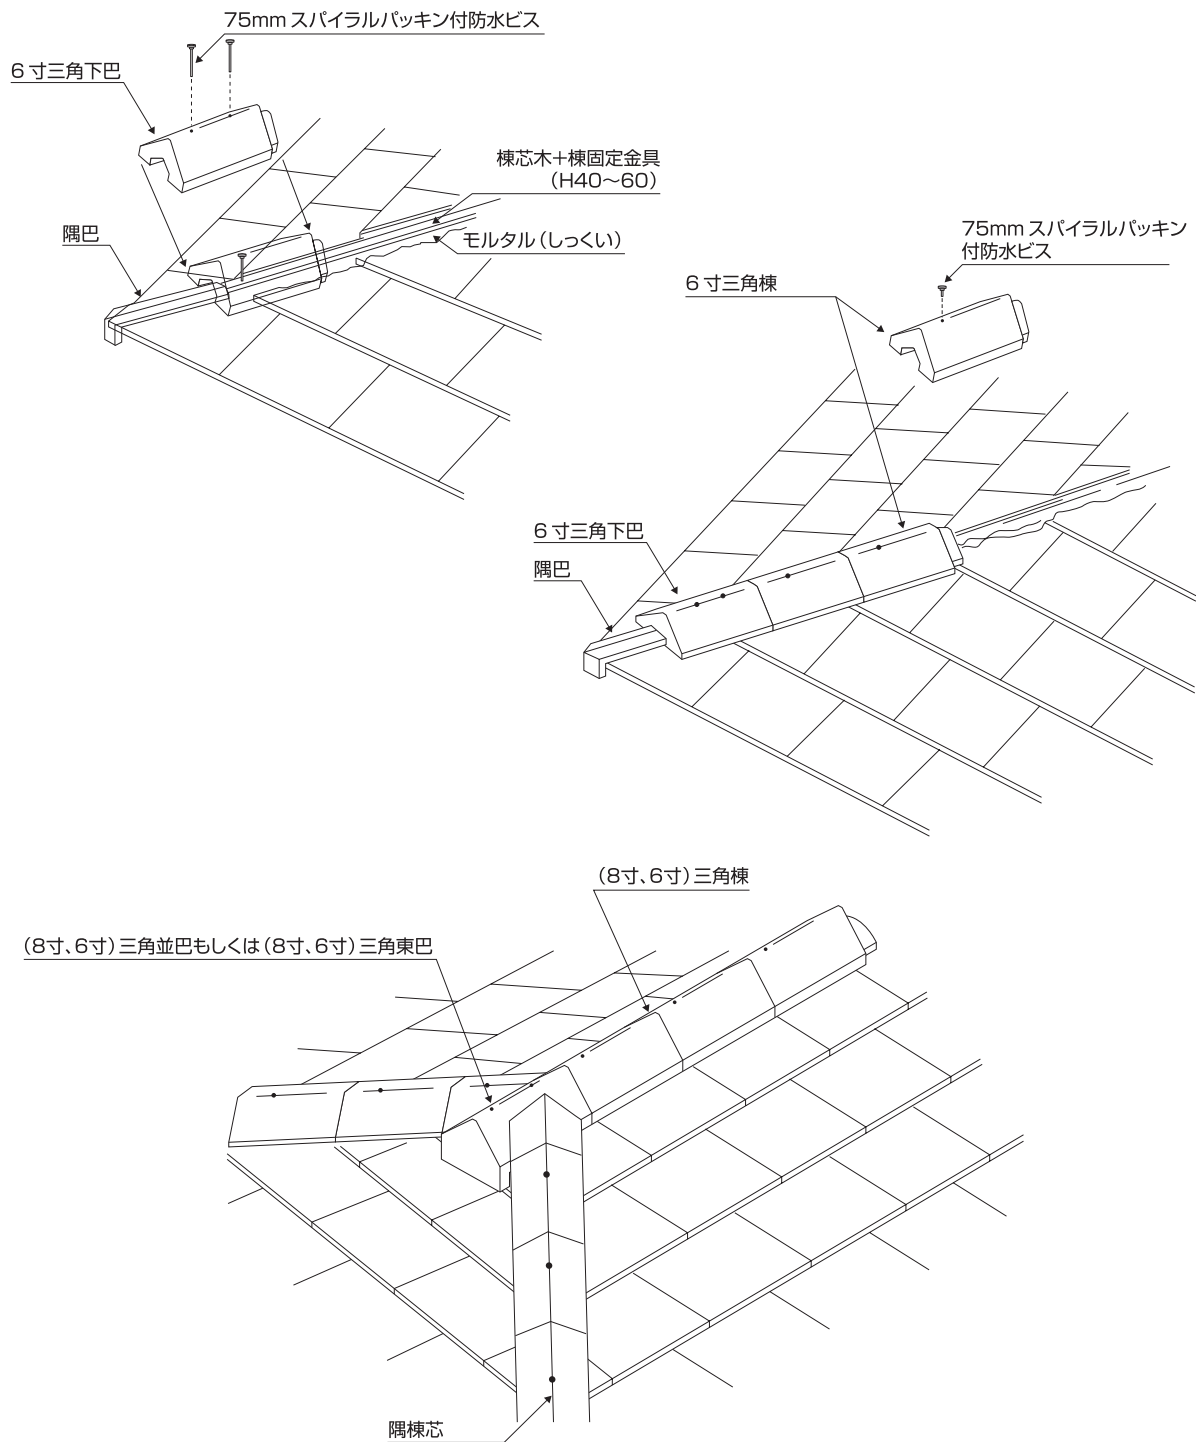 75mm スパイラルパッキン付防水ビス
6寸三角下巴
棟芯木+棟固定金具
（H40～60）
隅巴
モルタル（しっくい）
75mm スパイラルパッキン
付防水ビス
6寸三角棟
6寸三角下巴
隅巴
（8寸、6寸）三角棟
（8寸、6寸）三角並巴もしくは（8寸、6寸）三角東巴
隅棟芯